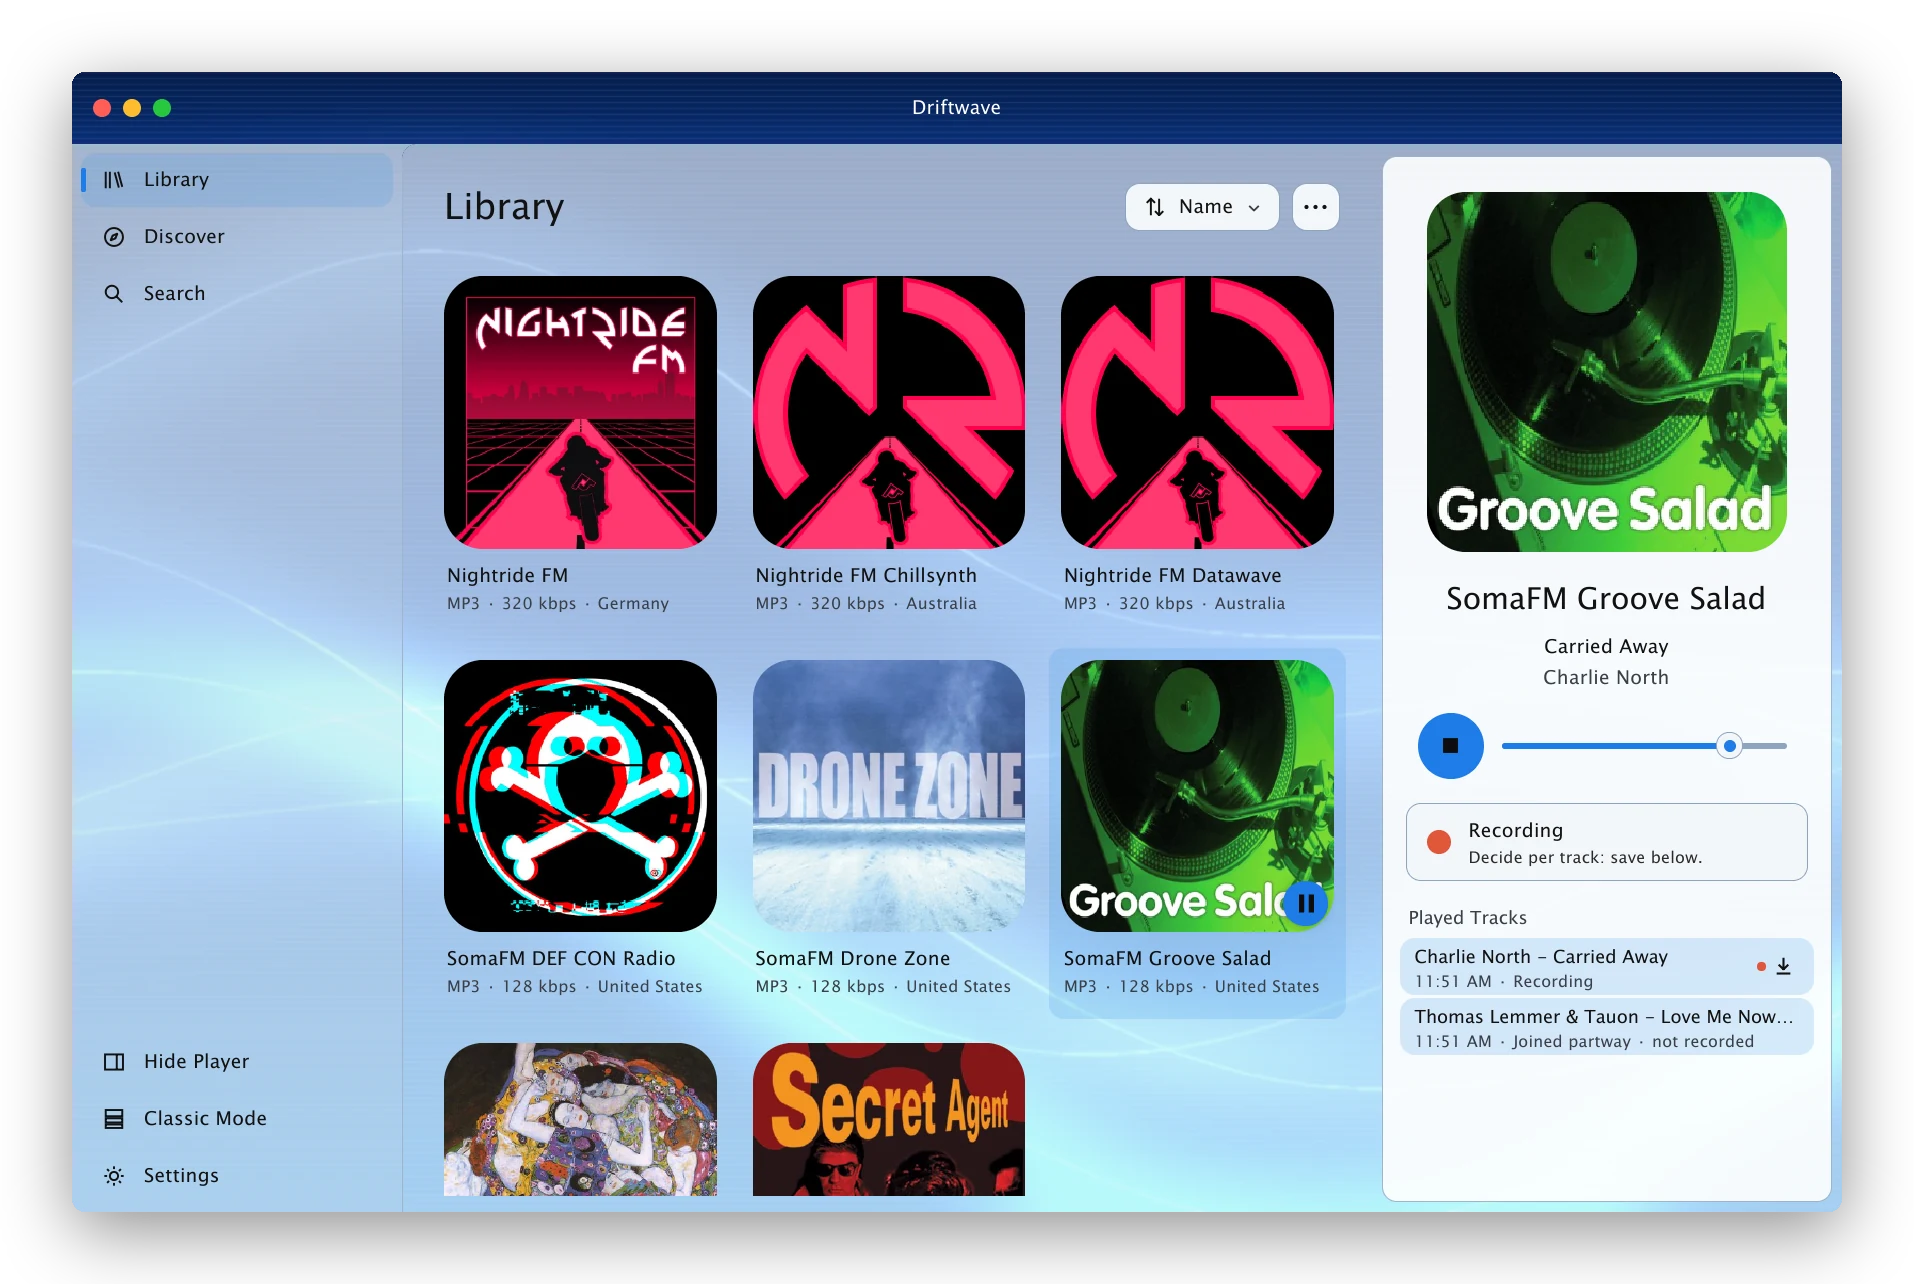 Driftwave
Library
Discover
Search
Hide Player
Classic Mode
Settings
Library
Name
NIGHTRIDE
FM
Nightride FM
MP3 · 320 kbps · Germany
Nightride FM Chillsynth
MP3 · 320 kbps · Australia
Nightride FM Datawave
MP3 · 320 kbps · Australia
SomaFM DEF CON Radio
MP3 · 128 kbps · United States
DRONE ZONE
SomaFM Drone Zone
MP3 · 128 kbps · United States
Groove Sala
SomaFM Groove Salad
MP3 · 128 kbps · United States
Secret Agent
Groove Salad
SomaFM Groove Salad
Carried Away
Charlie North
Recording
Decide per track: save below.
Played Tracks
Charlie North – Carried Away
11:51 AM · Recording
Thomas Lemmer & Tauon – Love Me Now…
11:51 AM · Joined partway · not recorded